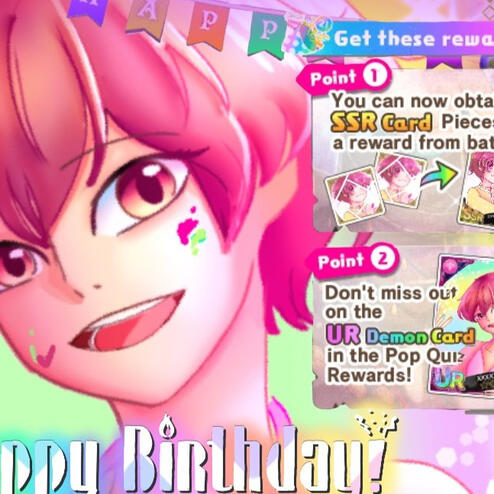 A P P
Get these rewa
Point 1
You can now obta
SSR Card Pieces
a reward from bat
Point 2
Don't miss out
on the
UR Demon Card
in the Pop Quiz
Rewards!
UR
ppy Birthday!